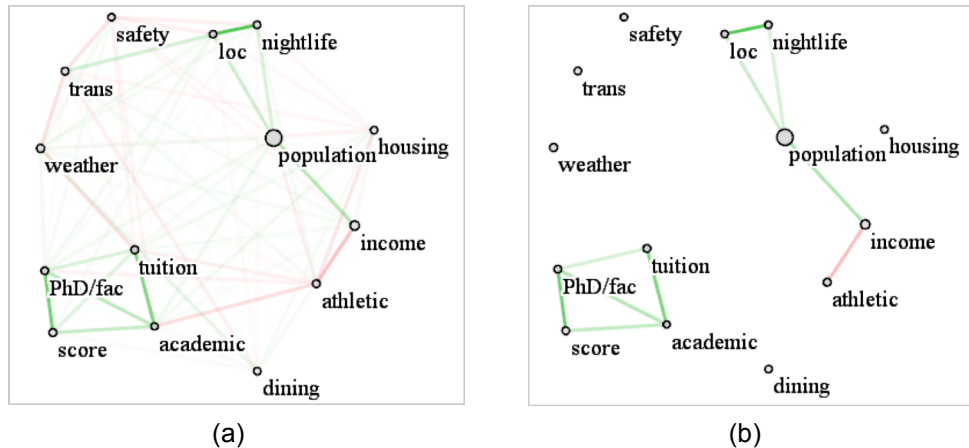 safety
loc
nightlife
trans
population
housing
weather
income
tuition
PhD/fac
athletic
score
academic
dining
(a)
safety
loc
nightlife
trans
population
housing
weather
income
tuition
PhD/fac
athletic
score
academic
dining
(b)